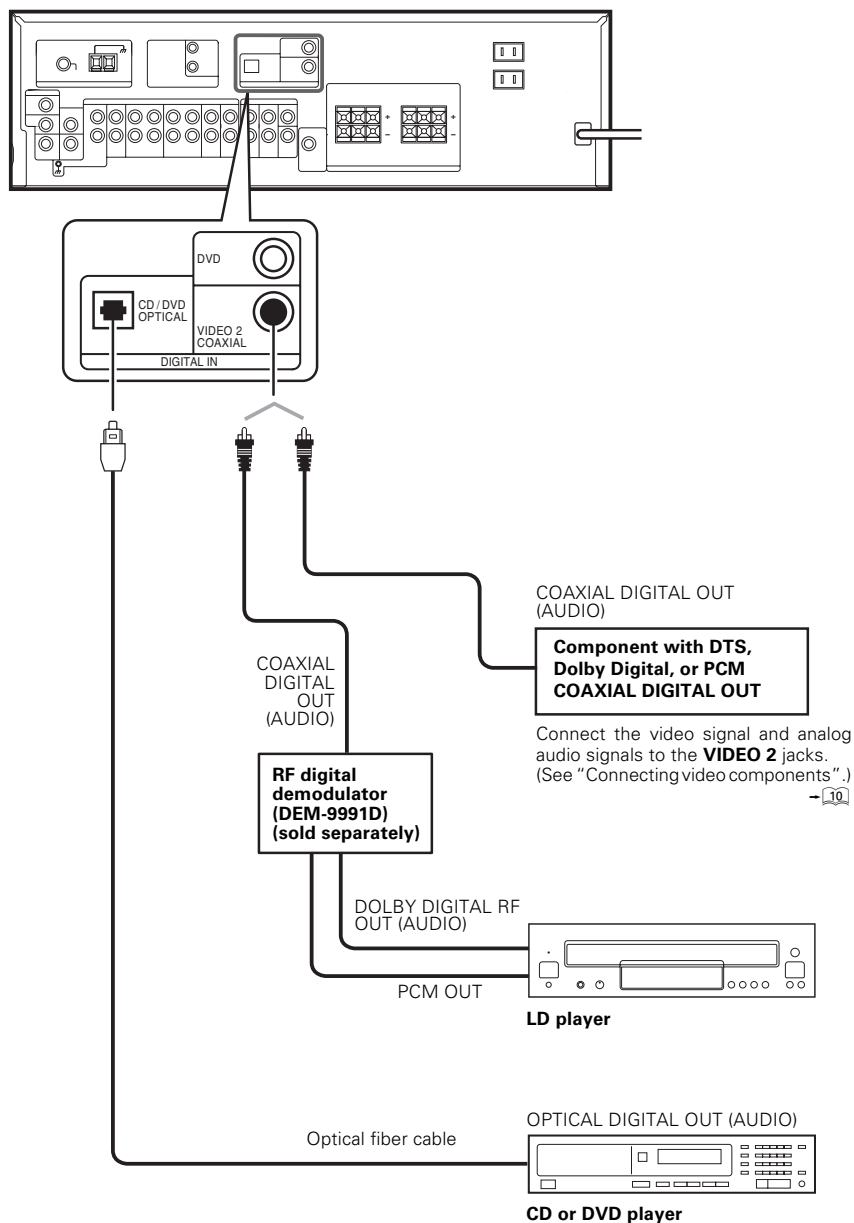 +
−
+
−
DVD
CD / DVD
OPTICAL
VIDEO 2
COAXIAL
DIGITAL IN
COAXIAL DIGITAL OUT
(AUDIO)
Component with DTS,
Dolby Digital, or PCM
COAXIAL DIGITAL OUT
Connect the video signal and analog
audio signals to the VIDEO 2 jacks.
(See "Connecting video components".)
→ 10
COAXIAL
DIGITAL
OUT
(AUDIO)
RF digital
demodulator
(DEM-9991D)
(sold separately)
DOLBY DIGITAL RF
OUT (AUDIO)
PCM OUT
LD player
Optical fiber cable
OPTICAL DIGITAL OUT (AUDIO)
CD or DVD player